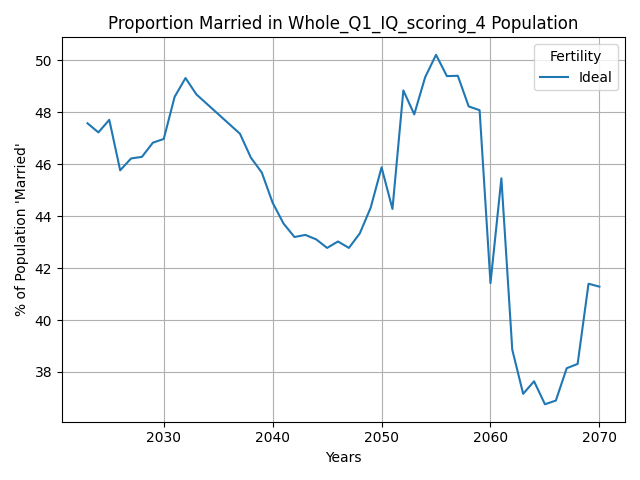 Proportion Married in Whole_Q1_IQ_scoring_4 Population
Fertility
Ideal
% of Population 'Married'
50
48
46
44
42
40
38
2030 2040 2050 2060 2070
Years